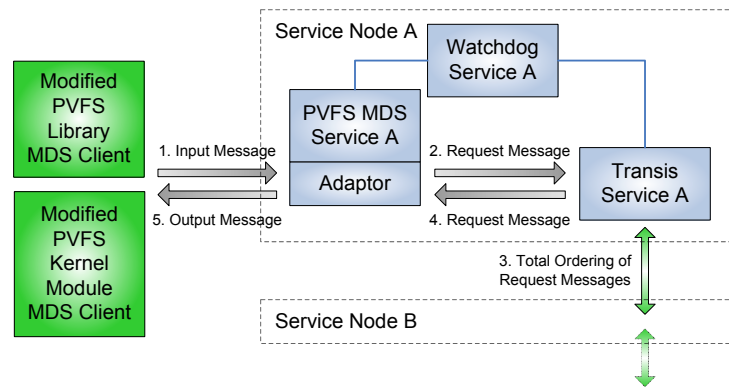 Service Node A
Watchdog
Service A
Modified
PVFS
Library
MDS Client
PVFS MDS
Service A
Adaptor
1. Input Message
2. Request Message
Transis
Service A
5. Output Message
4. Request Message
Modified
PVFS
Kernel
Module
MDS Client
3. Total Ordering of
Request Messages
Service Node B